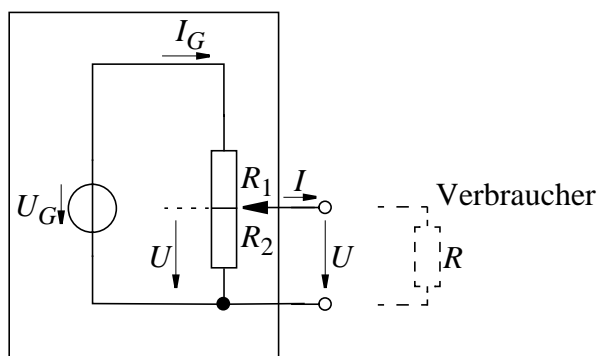 I_G
R_1
I
Verbraucher
U_G
R_2
U
U
R